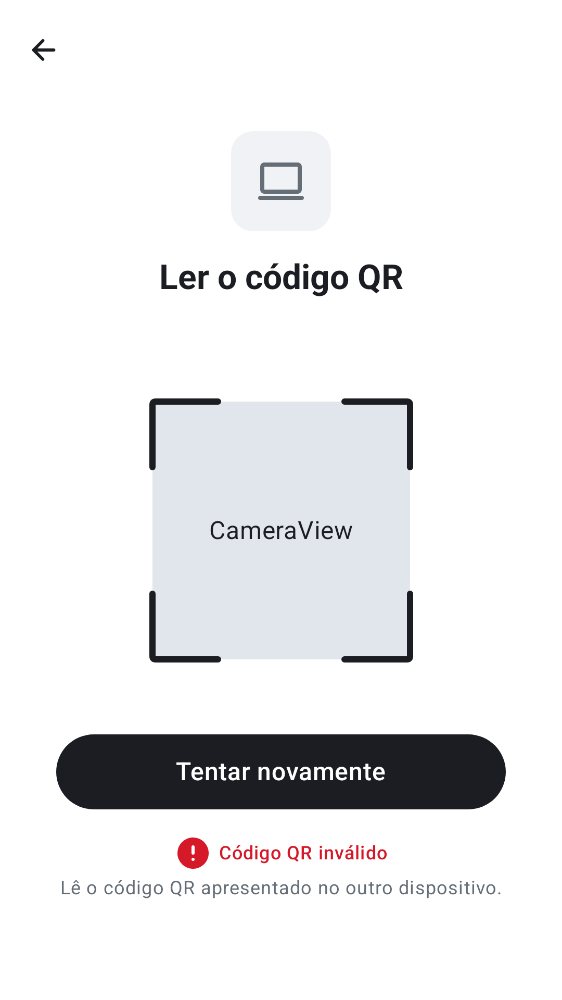 Ler o código QR
CameraView
Tentar novamente
Código QR inválido
Lê o código QR apresentado no outro dispositivo.